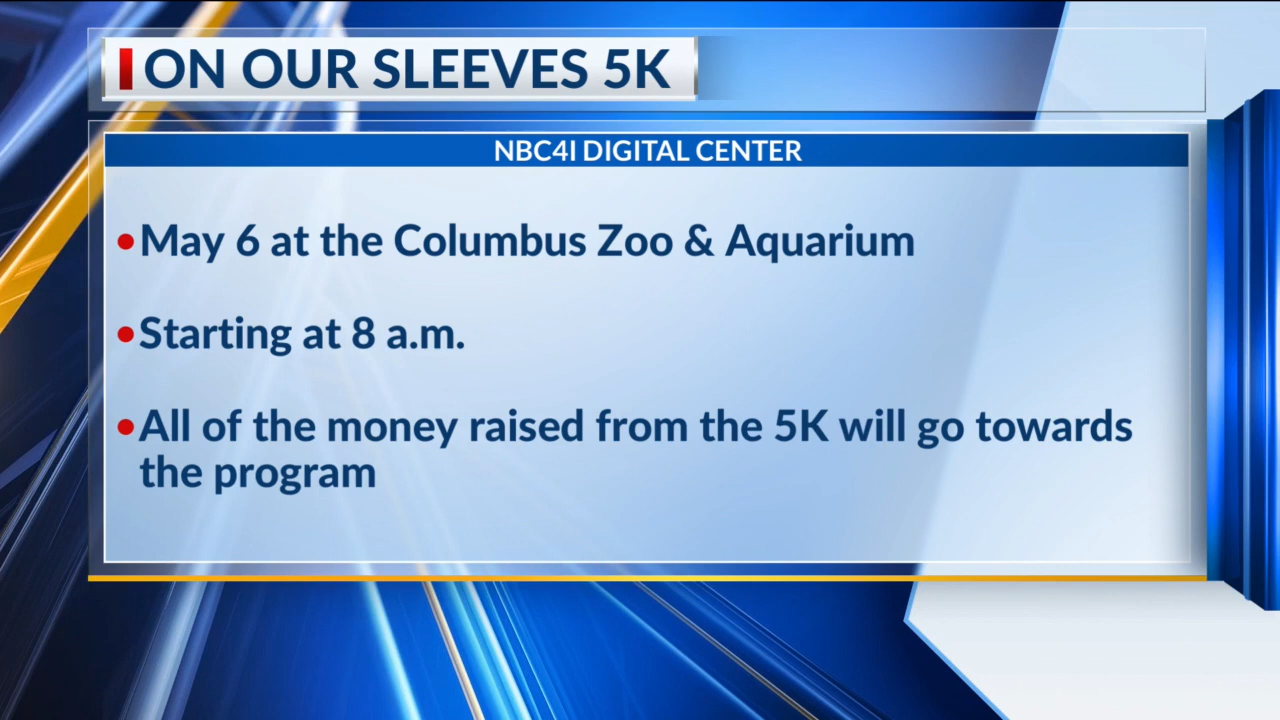 ON OUR SLEEVES 5K
NBC4I DIGITAL CENTER
•May 6 at the Columbus Zoo & Aquarium
•Starting at 8 a.m.
•All of the money raised from the 5K will go towards
the program